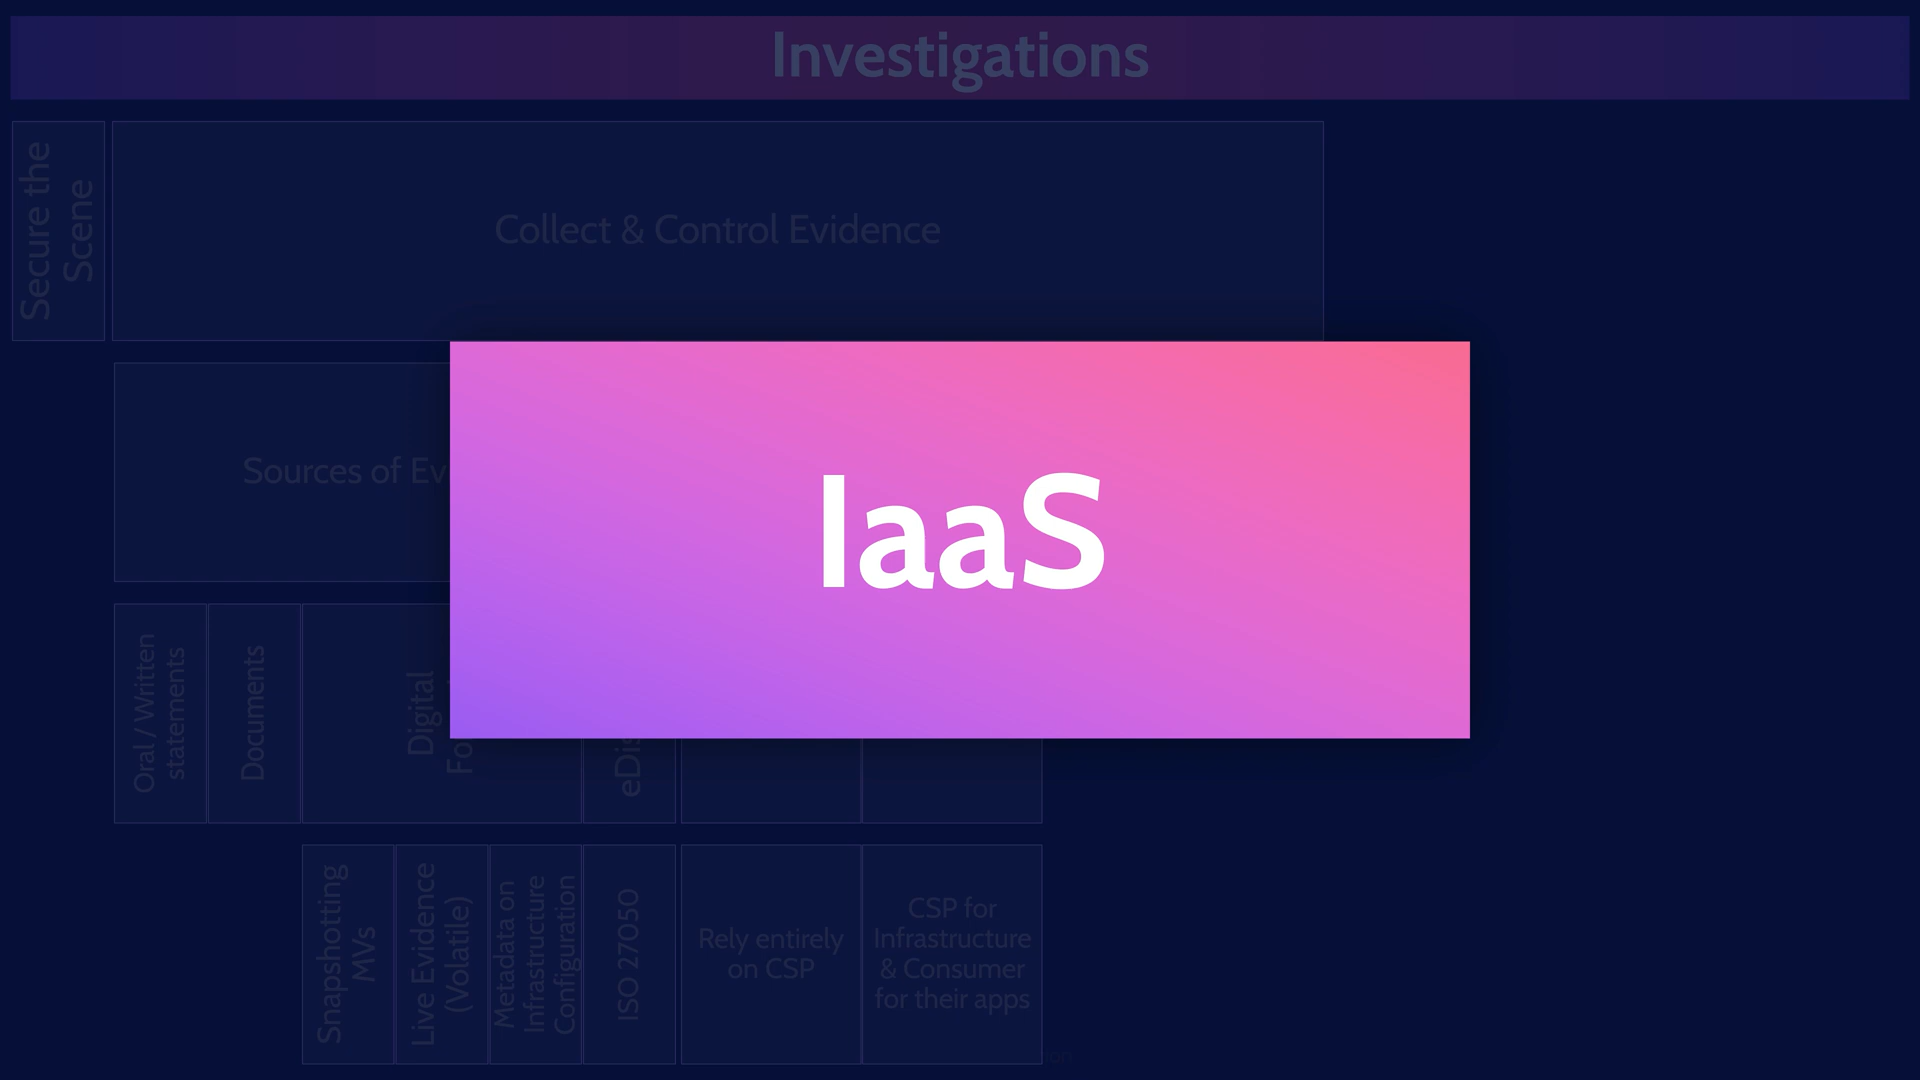 Investigations
Secure the
Scene
Collect & Control Evidence
Sources of Ev
IaaS
Oral / Written
statements
Documents
Digital
Fo
eDis
Snapshotting
MVs
Live Evidence
(Volatile)
Metadata on
Infrastructure
Configuration
ISO 27050
Rely entirely
on CSP
CSP for
Infrastructure
& Consumer
for their apps